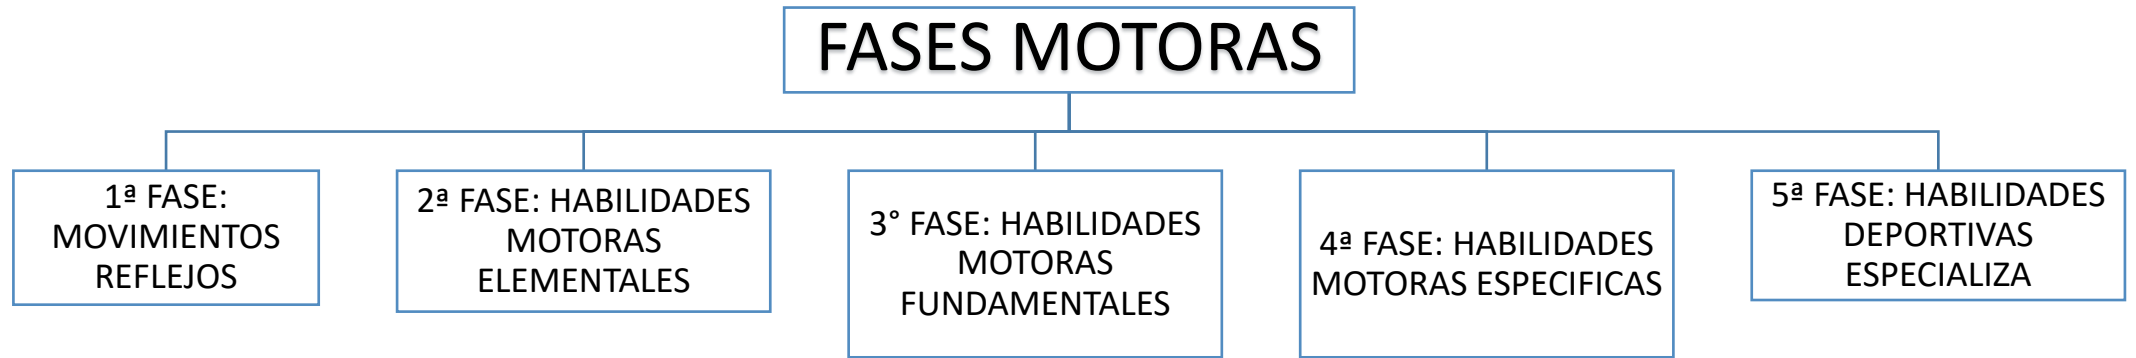 FASES MOTORAS
1ª FASE:
MOVIMIENTOS
REFLEJOS
2ª FASE: HABILIDADES
MOTORAS
ELEMENTALES
3° FASE: HABILIDADES
MOTORAS
FUNDAMENTALES
4ª FASE: HABILIDADES
MOTORAS ESPECIFICAS
5ª FASE: HABILIDADES
DEPORTIVAS
ESPECIALIZA